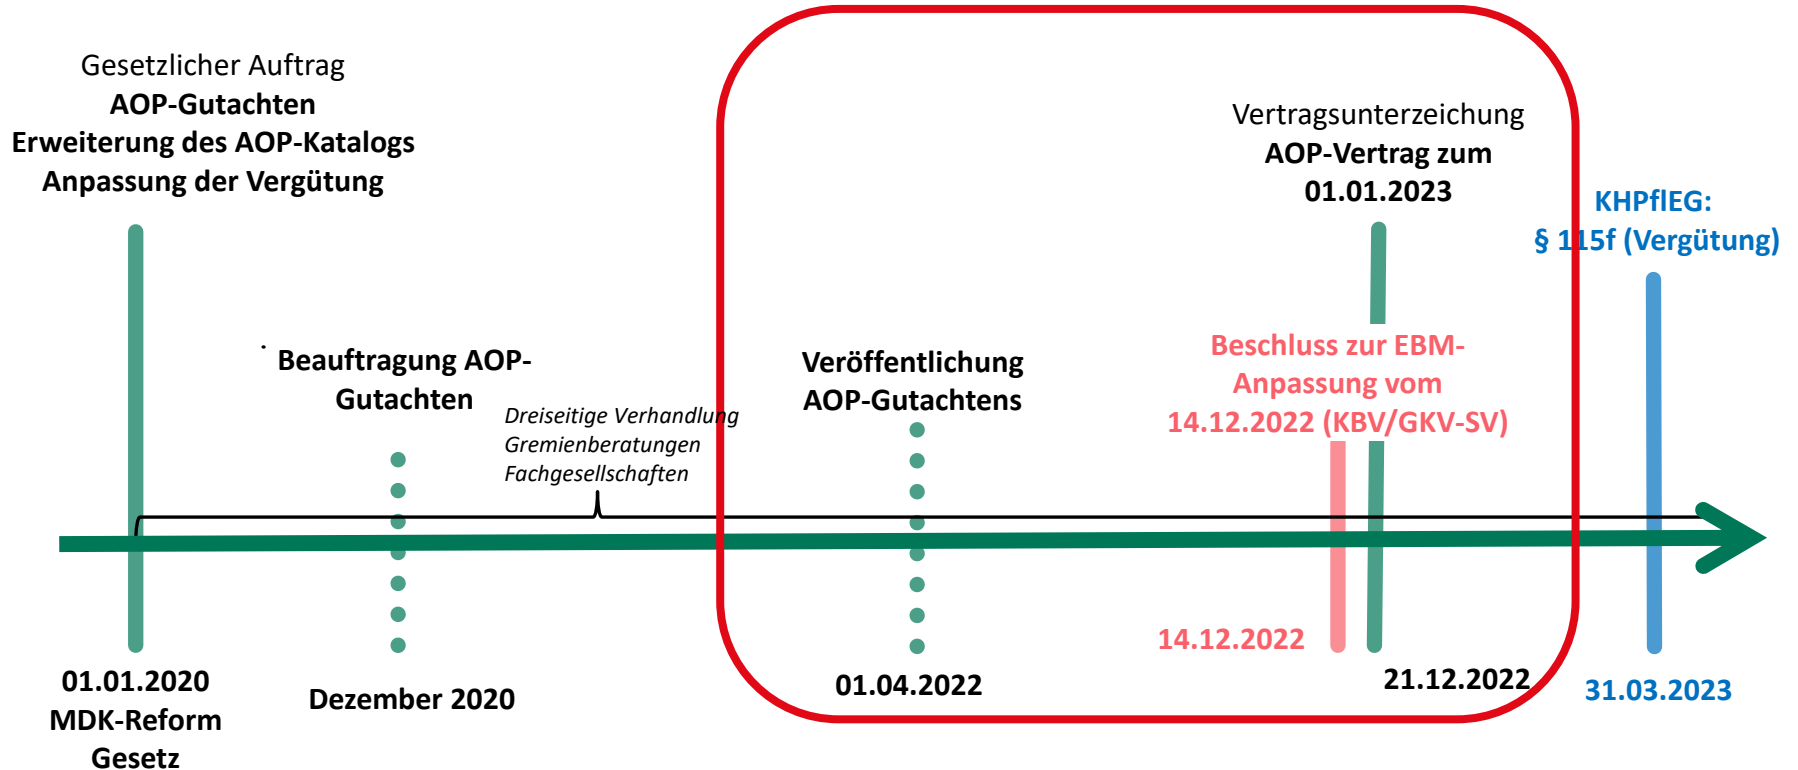 Gesetzlicher Auftrag
AOP-Gutachten
Erweiterung des AOP-Katalogs
Anpassung der Vergütung
Vertragsunterzeichung
AOP-Vertrag zum
01.01.2023
KHPflEG:
§ 115f (Vergütung)
Beauftragung AOP-
Gutachten
Dreiseitige Verhandlung
Gremienberatungen
Fachgesellschaften
Veröffentlichung
AOP-Gutachtens
Beschluss zur EBM-
Anpassung vom
14.12.2022 (KBV/GKV-SV)
01.01.2020
MDK-Reform
Gesetz
Dezember 2020
01.04.2022
14.12.2022
21.12.2022
31.03.2023